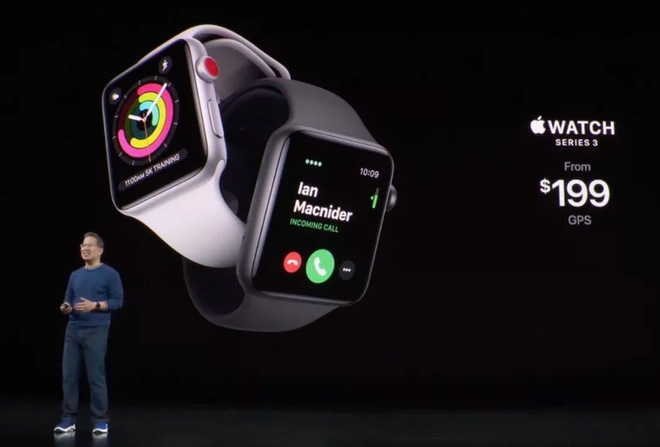 11:00AM 5K TRAINING
10:09
Ian
Macnider
INCOMING CALL
WATCH
SERIES 3
From
$199
GPS